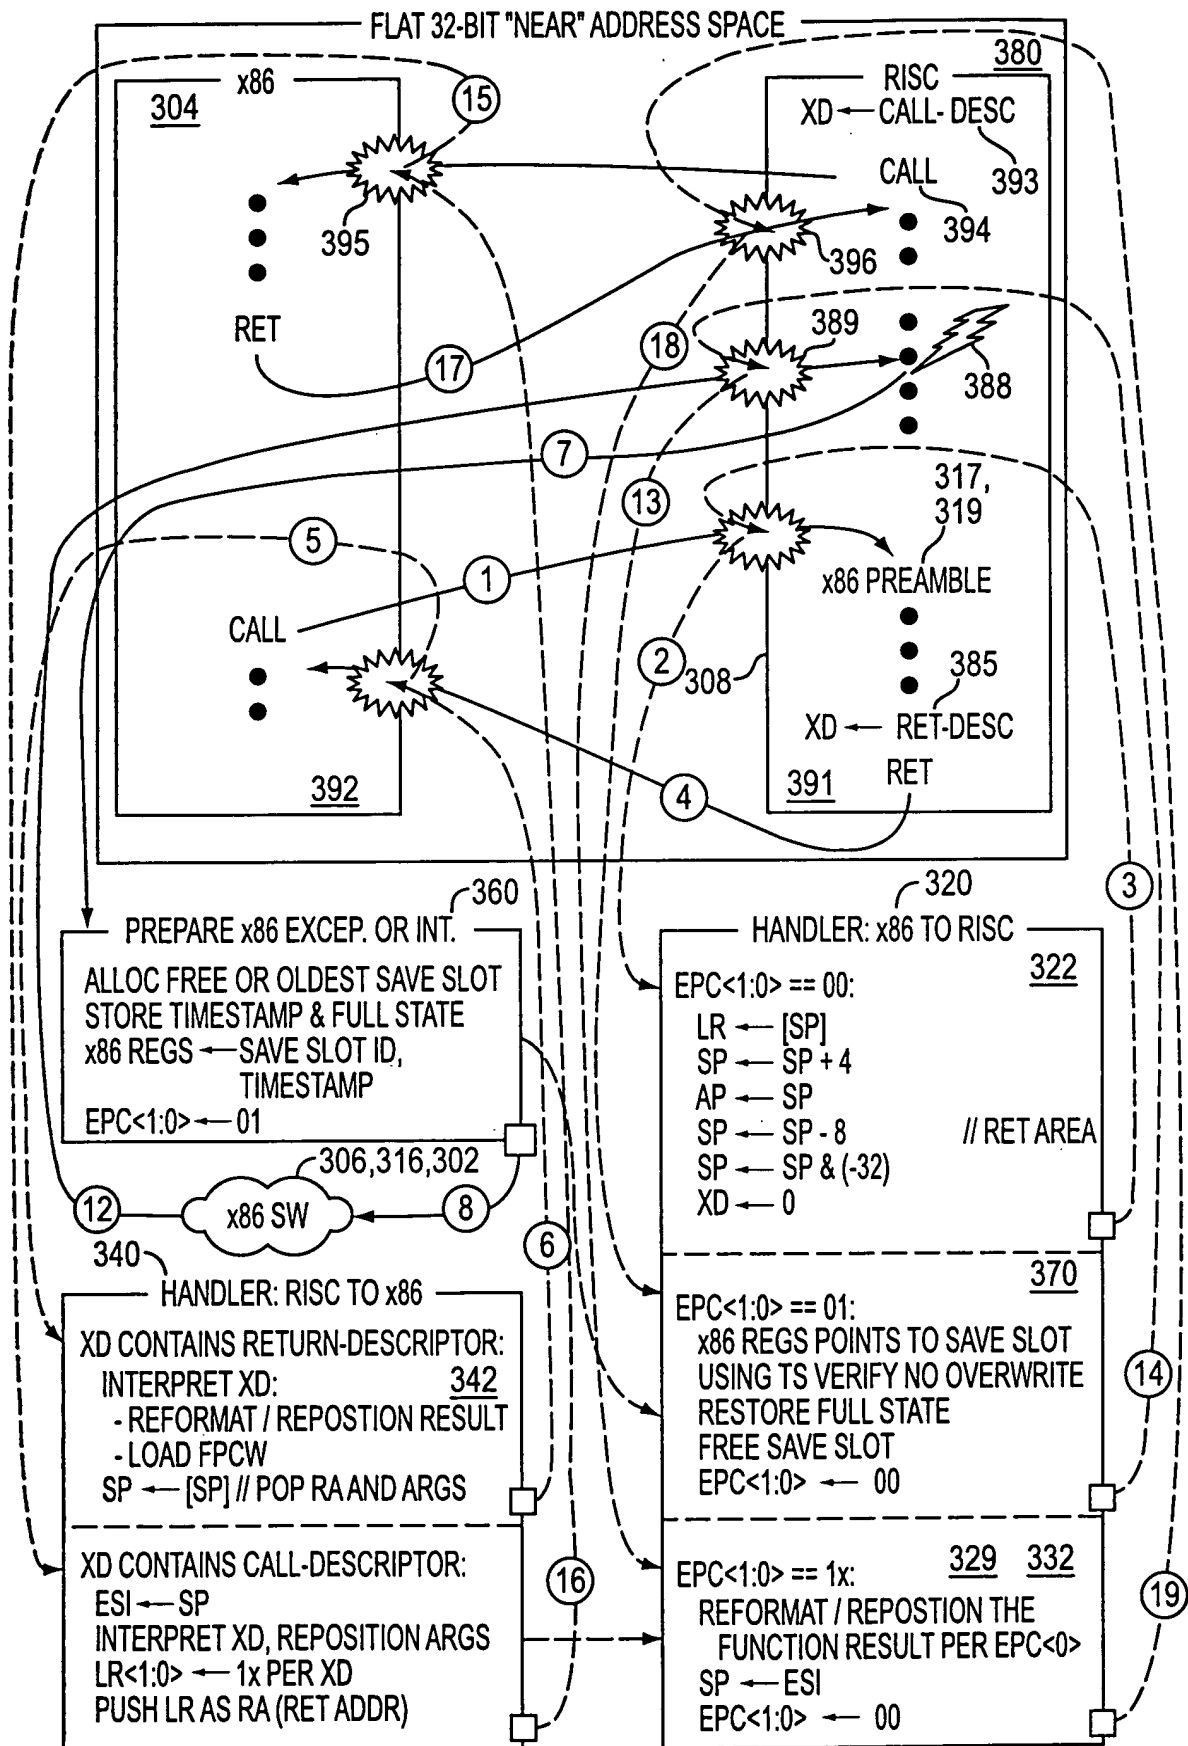 FLAT 32-BIT "NEAR" ADDRESS SPACE
380
x86
304
15
RISC
XD ← CALL- DESC
393
CALL
394
395
396
RET
17
18
389
388
7
13
317,
319
5
1
x86 PREAMBLE
CALL
2
308
385
XD ← RET-DESC
RET
392
4
391
3
360
PREPARE x86 EXCEP. OR INT.
ALLOC FREE OR OLDEST SAVE SLOT
STORE TIMESTAMP & FULL STATE
x86 REGS ← SAVE SLOT ID,
TIMESTAMP
EPC<1:0> ← 01
306,316,302
12
x86 SW
8
6
320
HANDLER: x86 TO RISC
322
EPC<1:0> == 00:
LR ← [SP]
SP ← SP + 4
AP ← SP
SP ← SP - 8 // RET AREA
SP ← SP & (-32)
XD ← 0
370
EPC<1:0> == 01:
x86 REGS POINTS TO SAVE SLOT
USING TS VERIFY NO OVERWRITE
RESTORE FULL STATE
FREE SAVE SLOT
EPC<1:0> ← 00
14
EPC<1:0> == 1x:
329 332
REFORMAT / REPOSTION THE
FUNCTION RESULT PER EPC<0>
SP ← ESI
EPC<1:0> ← 00
19
340
HANDLER: RISC TO x86
XD CONTAINS RETURN-DESCRIPTOR:
INTERPRET XD: 342
- REFORMAT / REPOSTION RESULT
- LOAD FPCW
SP ← [SP] // POP RA AND ARGS
XD CONTAINS CALL-DESCRIPTOR:
ESI ← SP
INTERPRET XD, REPOSITION ARGS
LR<1:0> ← 1x PER XD
PUSH LR AS RA (RET ADDR)
16